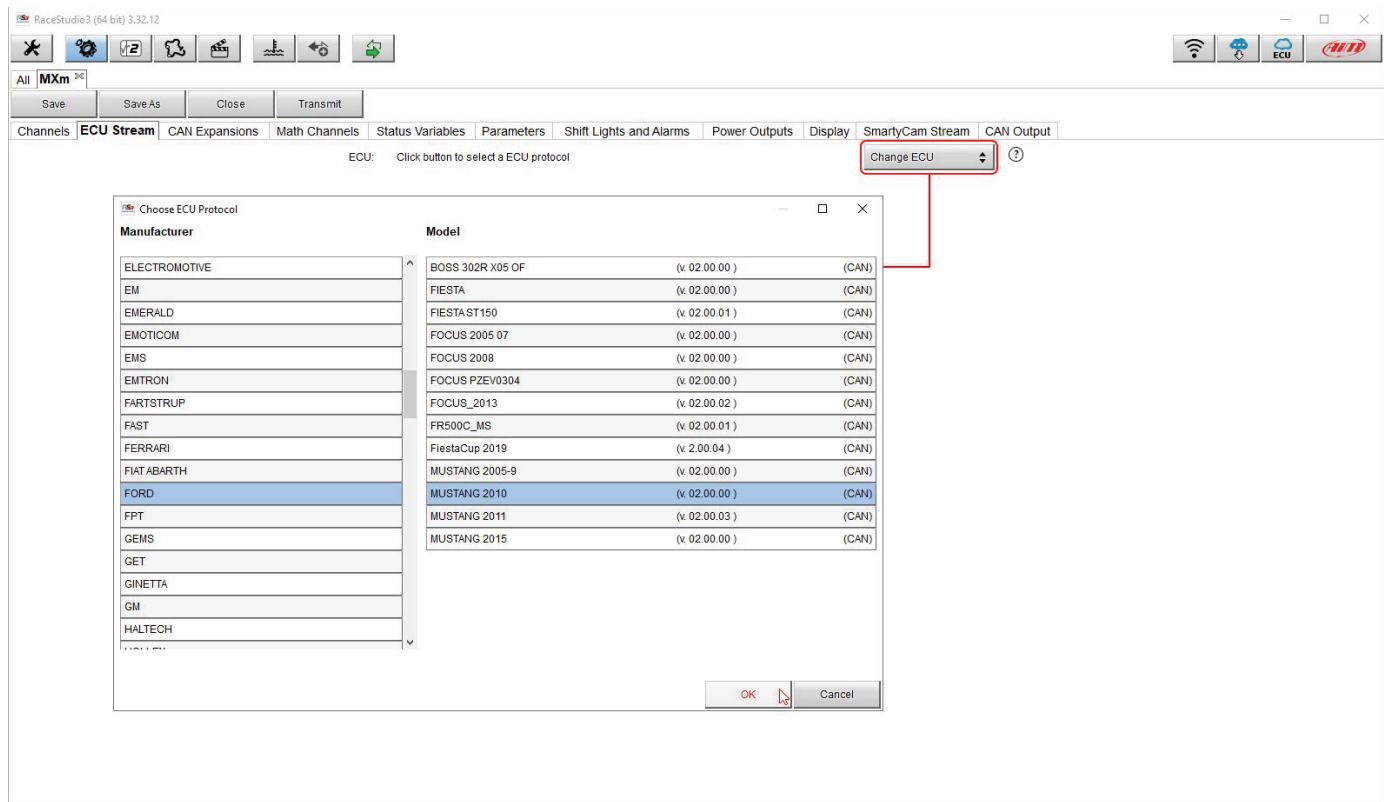 RaceStudio3 (64 bit) 3.32.12
ECU
AiM
All MXm
Save Save As Close Transmit
Channels ECU Stream CAN Expansions Math Channels Status Variables Parameters Shift Lights and Alarms Power Outputs Display SmartyCam Stream CAN Output
ECU: Click button to select a ECU protocol Change ECU ?
Choose ECU Protocol
Manufacturer Model
ELECTROMOTIVE BOSS 302R X05 OF (v. 02.00.00 ) (CAN)
EM FIESTA (v. 02.00.00 ) (CAN)
EMERALD FIESTA ST150 (v. 02.00.01 ) (CAN)
EMOTICOM FOCUS 2005 07 (v. 02.00.00 ) (CAN)
EMS FOCUS 2008 (v. 02.00.00 ) (CAN)
EMTRON FOCUS PZEV0304 (v. 02.00.00 ) (CAN)
FARTSTRUP FOCUS_2013 (v. 02.00.02 ) (CAN)
FAST FR500C_MS (v. 02.00.01 ) (CAN)
FERRARI FiestaCup 2019 (v. 2.00.04 ) (CAN)
FIAT ABARTH MUSTANG 2005-9 (v. 02.00.00 ) (CAN)
FORD MUSTANG 2010 (v. 02.00.00 ) (CAN)
FPT MUSTANG 2011 (v. 02.00.03 ) (CAN)
GEMS MUSTANG 2015 (v. 02.00.00 ) (CAN)
GET
GINETTA
GM
HALTECH
OK Cancel